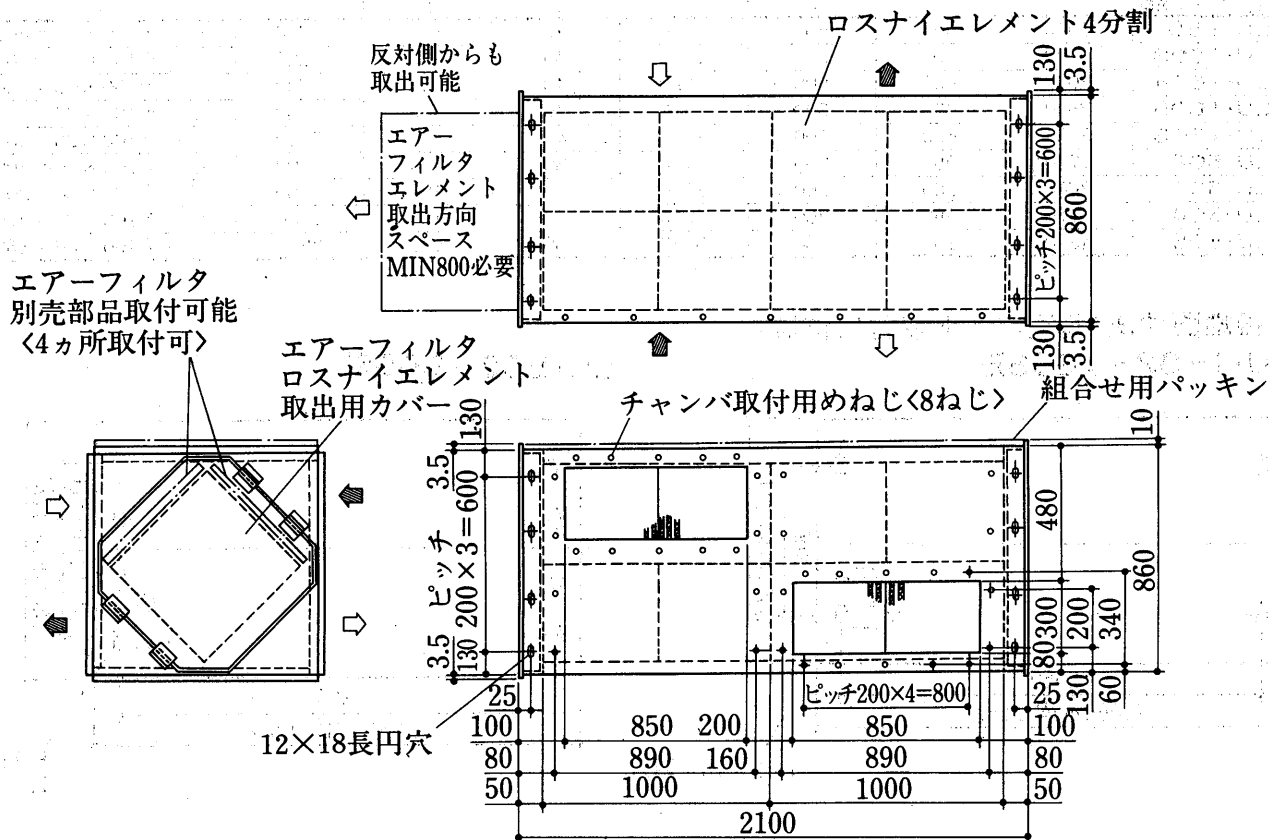 ロスナイエレメント4分割
反対側からも
取出可能
エアー
フィルタ
エレメント
取出方向
スペース
MIN800必要
130
3.5
ピッチ200×3=600
860
130
3.5
エアーフィルタ
別売部品取付可能
<4ヵ所取付可>
エアーフィルタ
ロスナイエレメント
取出用カバー
チャンバ取付用めねじ<8ねじ>
組合せ用パッキン
10
130
3.5
ピッチ
200×3=600
3.5
130
480
860
300
200
340
80
130
60
ピッチ200×4=800
12×18長円穴
25
25
100
850
200
850
100
80
890
160
890
80
50
1000
1000
50
2100